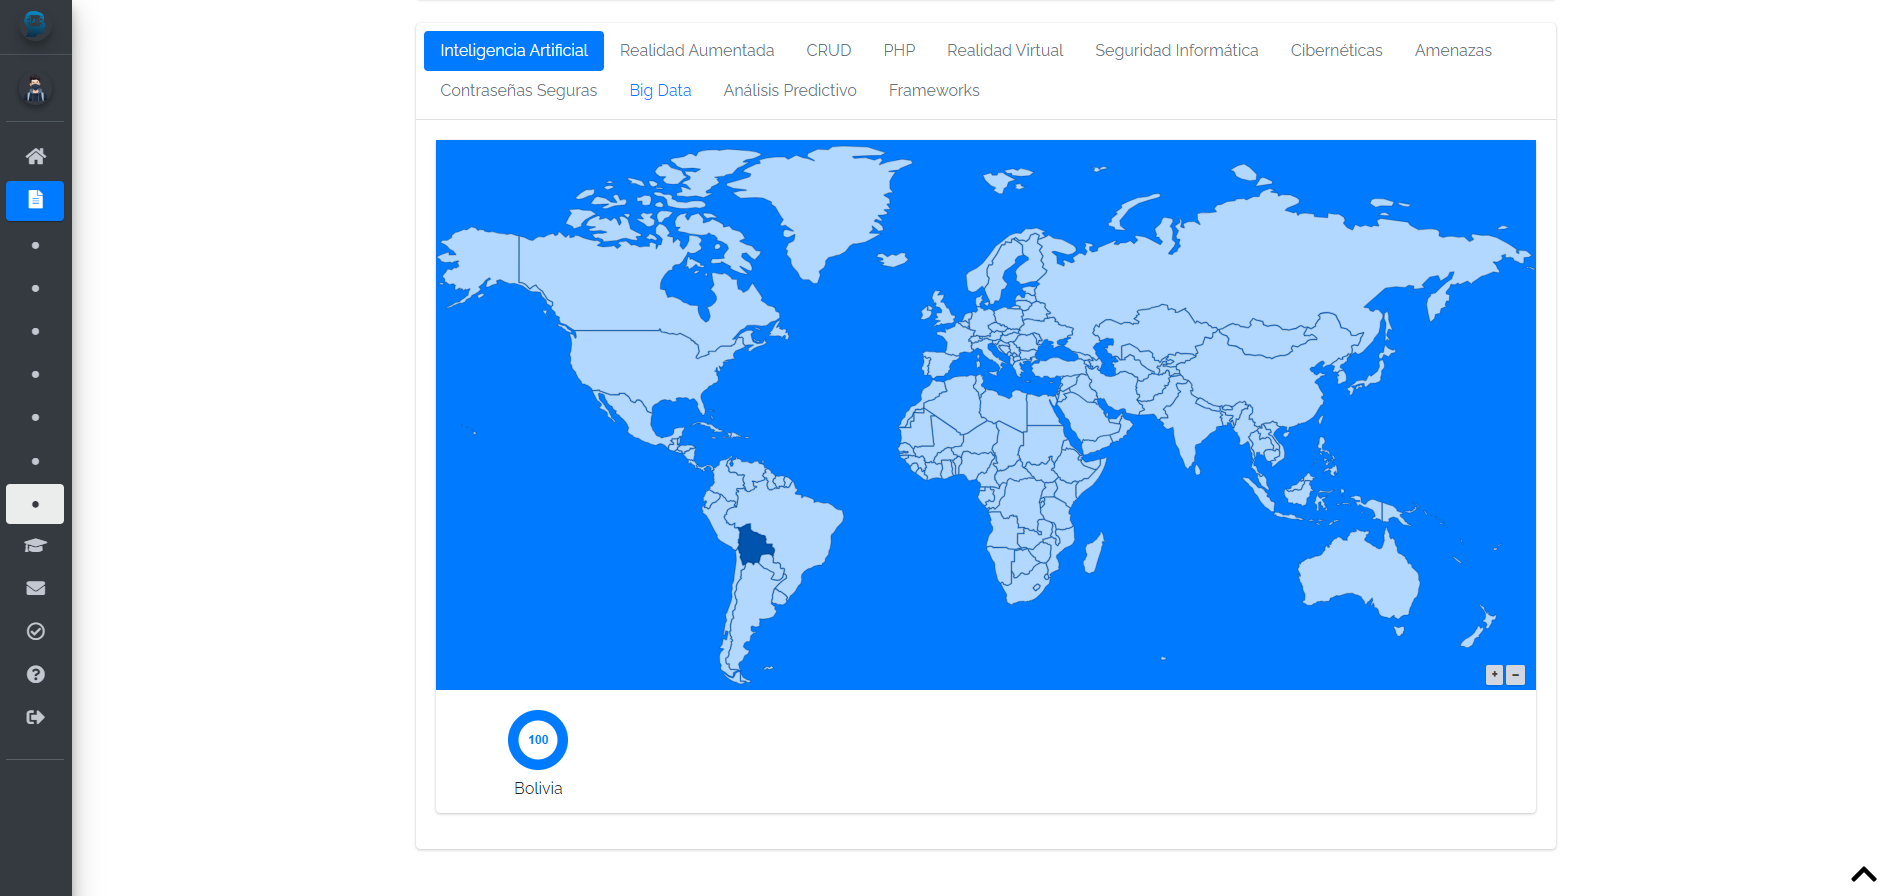 Inteligencia Artificial Realidad Aumentada CRUD PHP Realidad Virtual Seguridad Informática Cibernéticas Amenazas
Contraseñas Seguras Big Data Análisis Predictivo Frameworks
+ −
100
Bolivia